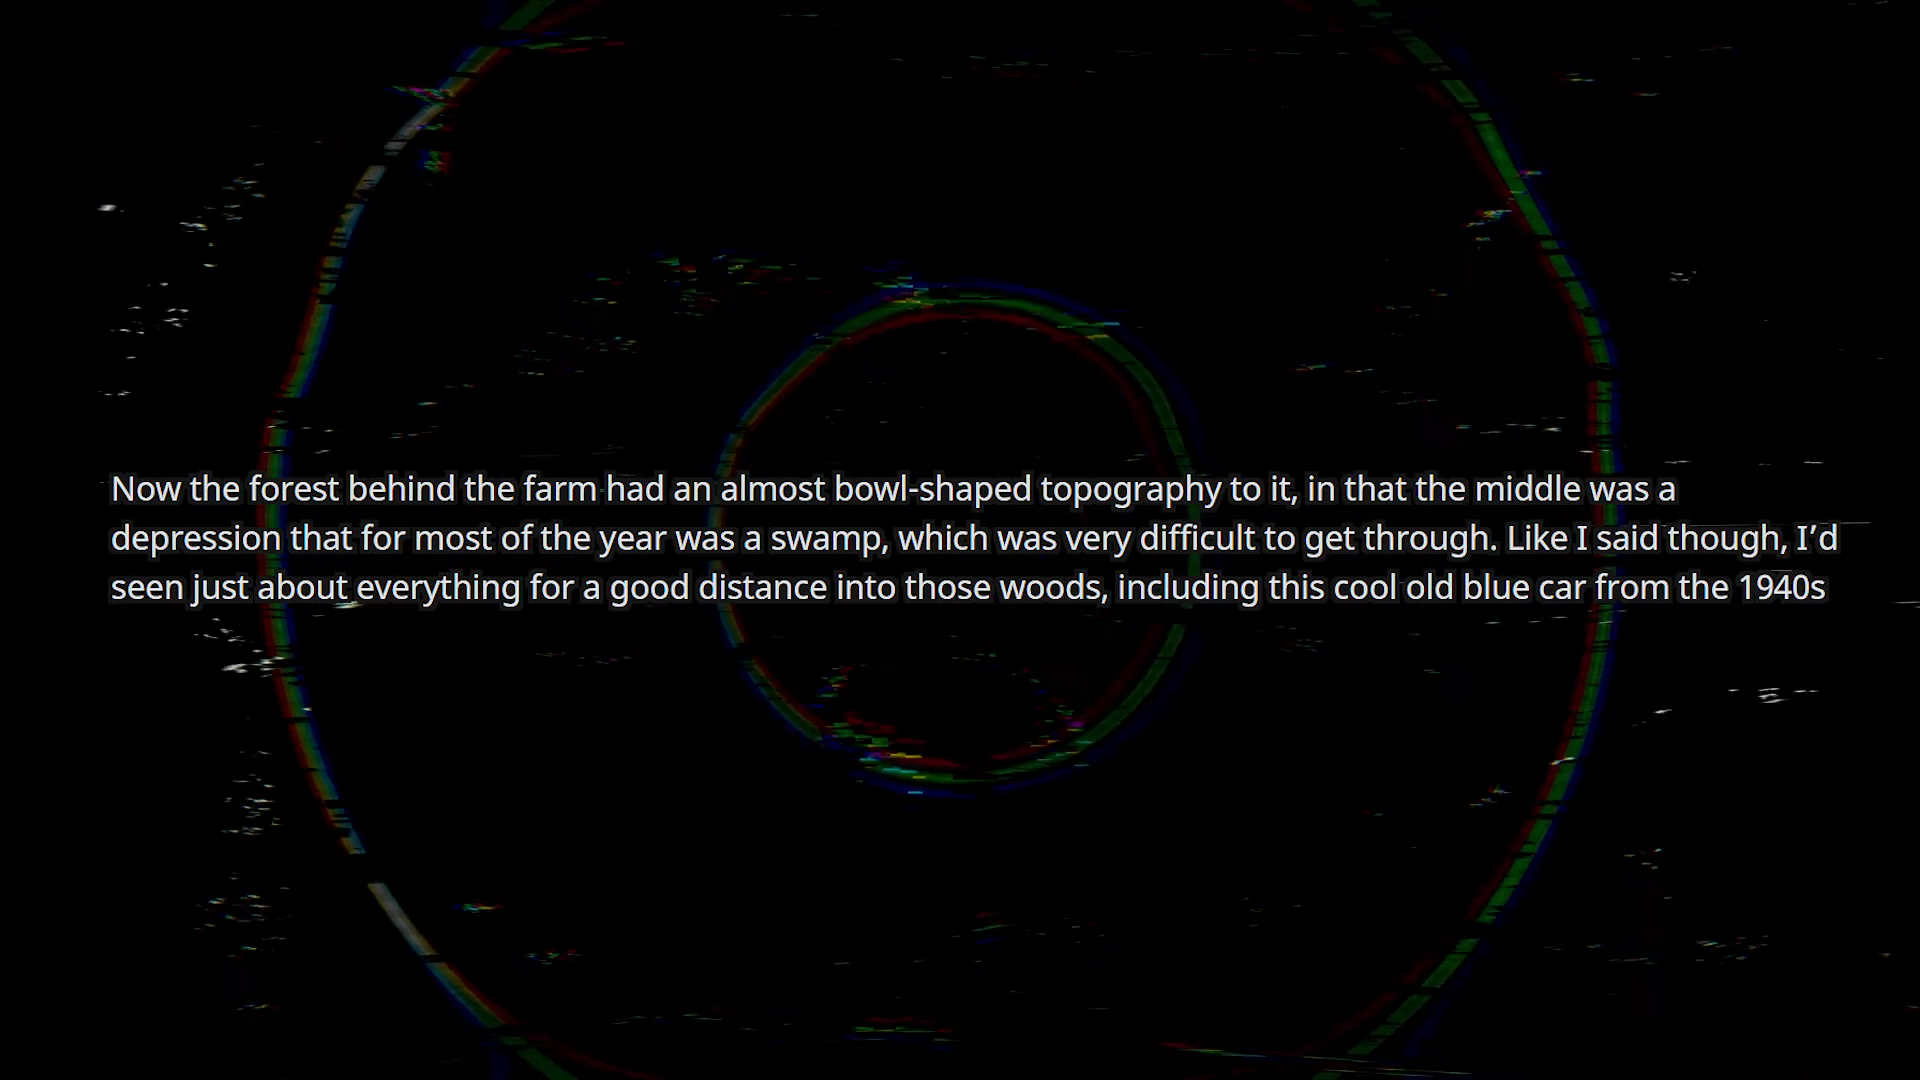 Now the forest behind the farm had an almost bowl-shaped topography to it, in that the middle was a
depression that for most of the year was a swamp, which was very difficult to get through. Like I said though, I’d
seen just about everything for a good distance into those woods, including this cool old blue car from the 1940s